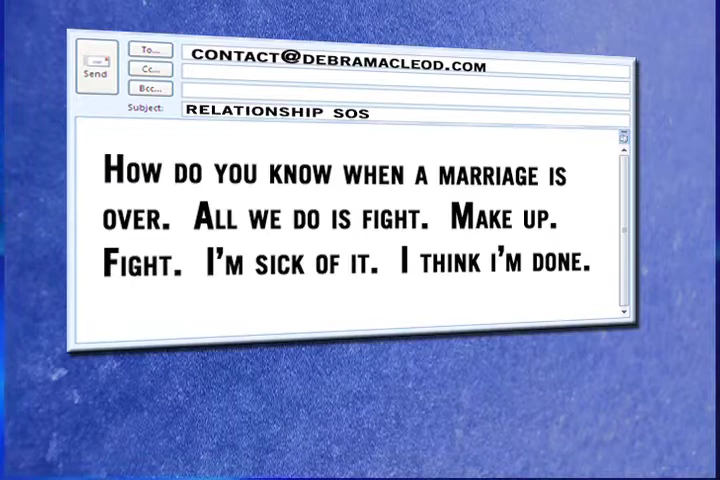 To...
CONTACT@DEBRAMACLEOD.COM
Send
Cc...
Bcc...
Subject:
RELATIONSHIP SOS
HOW DO YOU KNOW WHEN A MARRIAGE IS
OVER. ALL WE DO IS FIGHT. MAKE UP.
FIGHT. I'M SICK OF IT. I THINK I'M DONE.